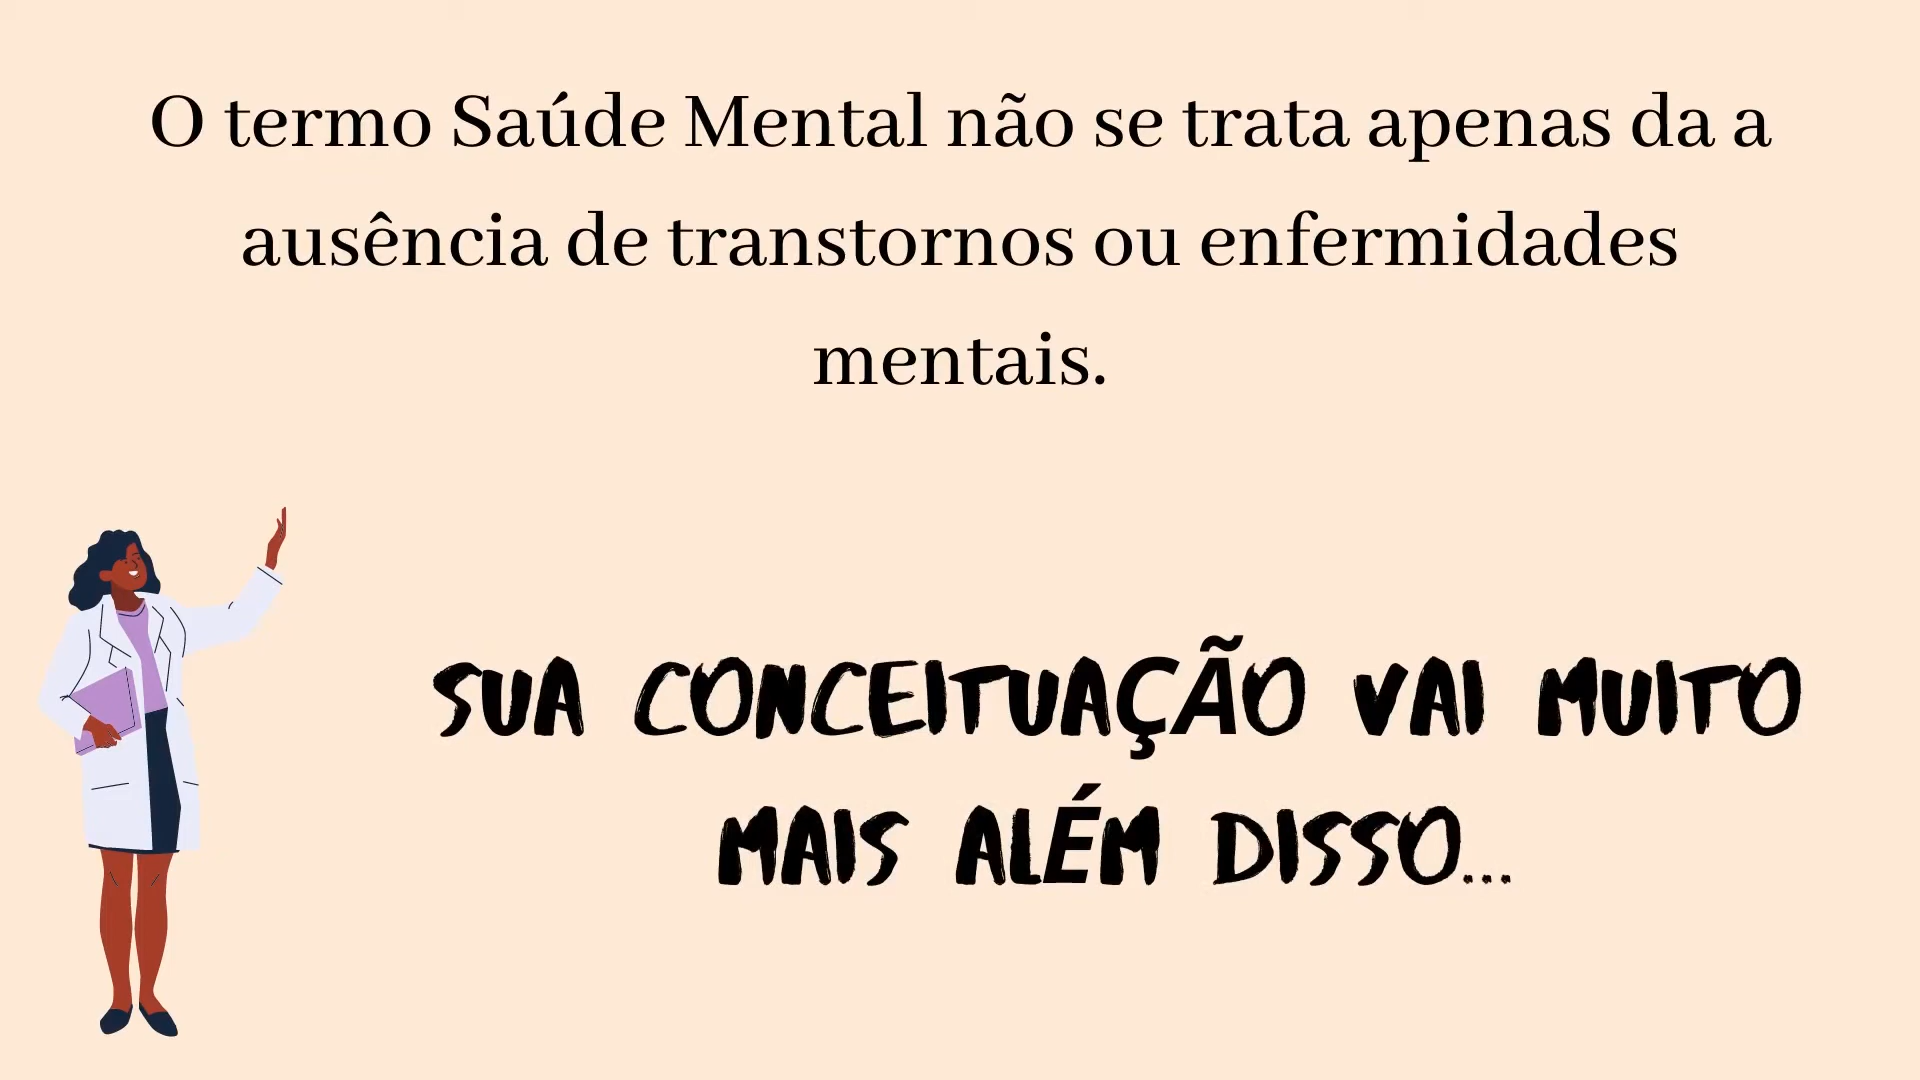 O termo Saúde Mental não se trata apenas da a
ausência de transtornos ou enfermidades
mentais.
SUA CONCEITUAÇÃO VAI MUITO
MAIS ALÉM DISSO...